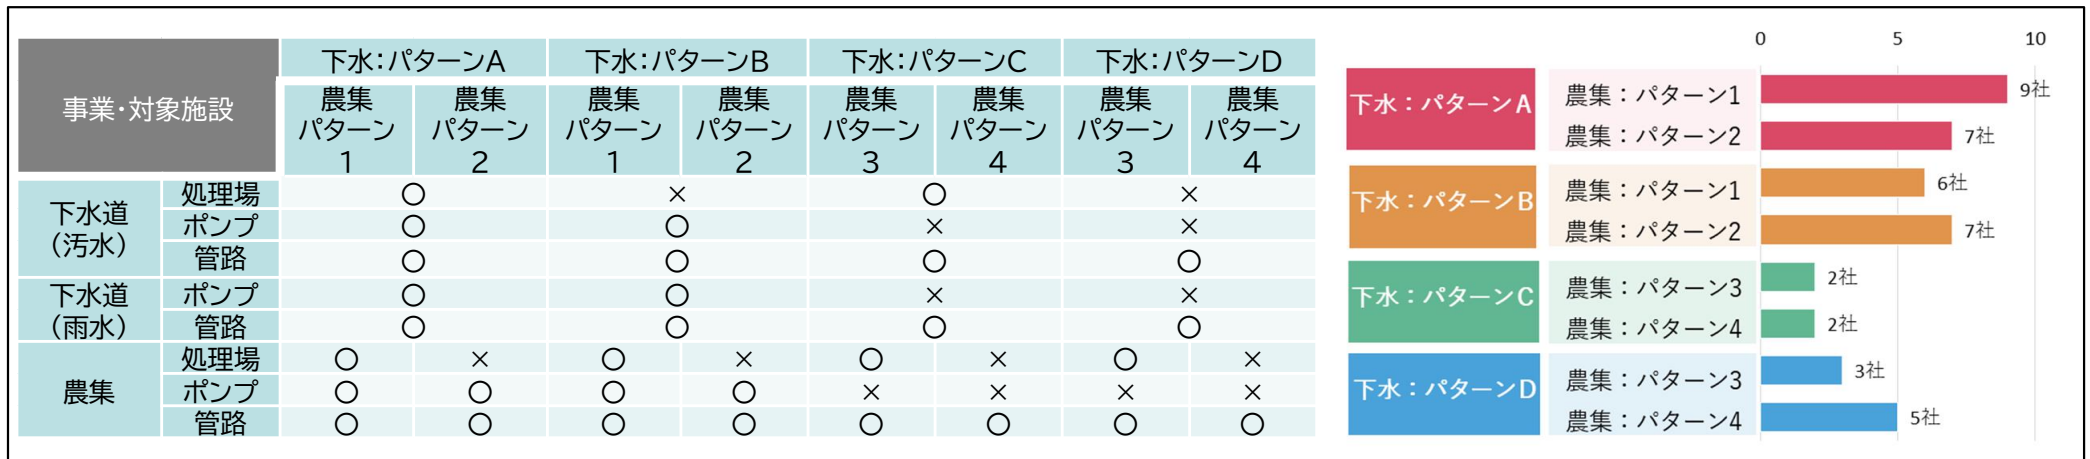 事業・対象施設 下水：パターンA 下水：パターンB 下水：パターンC 下水：パターンD
農集 農集 農集 農集 農集 農集 農集 農集
パターン パターン パターン パターン パターン パターン パターン パターン
1 2 1 2 3 4 3 4
下水道
（汚水）
処理場 ○ × ○ ×
ポンプ ○ ○ × ×
管路 ○ ○ ○ ○
下水道
（雨水）
ポンプ ○ ○ × ×
管路 ○ ○ ○ ○
農集
処理場 ○ × ○ × ○ × ○ ×
ポンプ ○ ○ ○ ○ × × × ×
管路 ○ ○ ○ ○ ○ ○ ○ ○
0 5 10
下水：パターンA
農集：パターン1 9社
農集：パターン2 7社
下水：パターンB
農集：パターン1 6社
農集：パターン2 7社
下水：パターンC
農集：パターン3 2社
農集：パターン4 2社
下水：パターンD
農集：パターン3 3社
農集：パターン4 5社